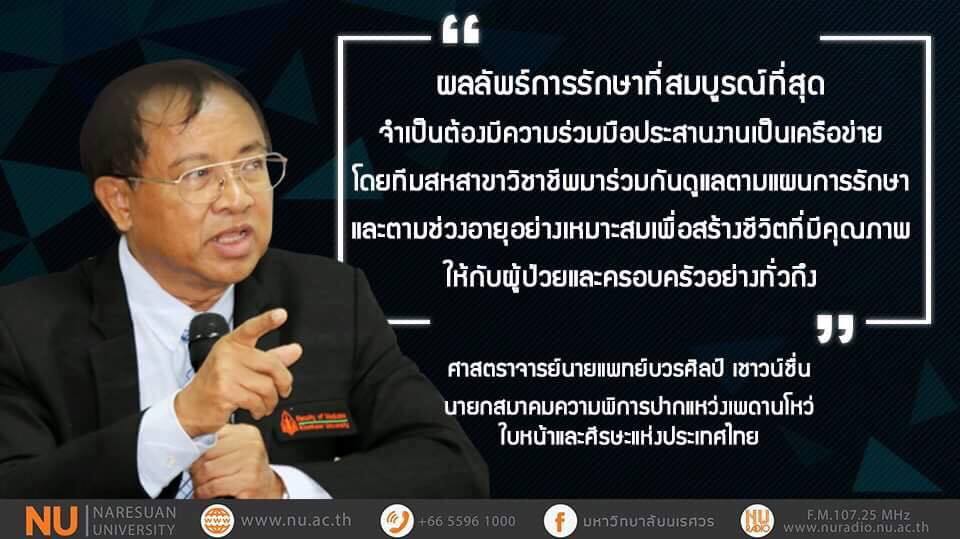 “
ผลลัพธ์การรักษาที่สมบูรณ์ที่สุด
จำเป็นต้องมีความร่วมมือประสานงานเป็นเครือข่าย
โดยทีมสหสาขาวิชาชีพมาร่วมกันดูแลตามแผนการรักษา
และตามช่วงอายุอย่างเหมาะสมเพื่อสร้างชีวิตที่มีคุณภาพ
ให้กับผู้ป่วยและครอบครัวอย่างทั่วถึง
”
ศาสตราจารย์นายแพทย์บวรศิลป์ เชาวน์ชื่น
นายกสมาคมความพิการปากแหว่งเพดานโหว่
ใบหน้าและศีรษะแห่งประเทศไทย
Faculty of Medicine
University
NU NARESUAN UNIVERSITY www.nu.ac.th +66 5596 1000 f มหาวิทยาลัยนเรศวร NU RADIO F.M.107.25 MHz
www.nuradio.nu.ac.th